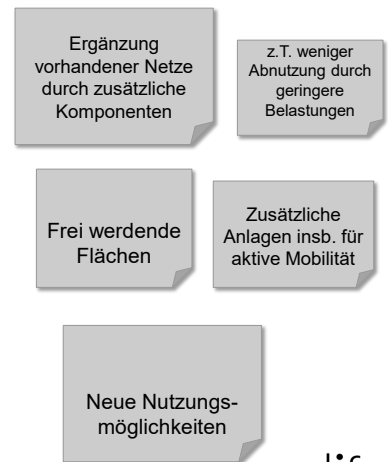 Ergänzung
vorhandener Netze
durch zusätzliche
Komponenten
z.T. weniger
Abnutzung durch
geringere
Belastungen
Frei werdende
Flächen
Zusätzliche
Anlagen insb. für
aktive Mobilität
Neue Nutzungs-
möglichkeiten